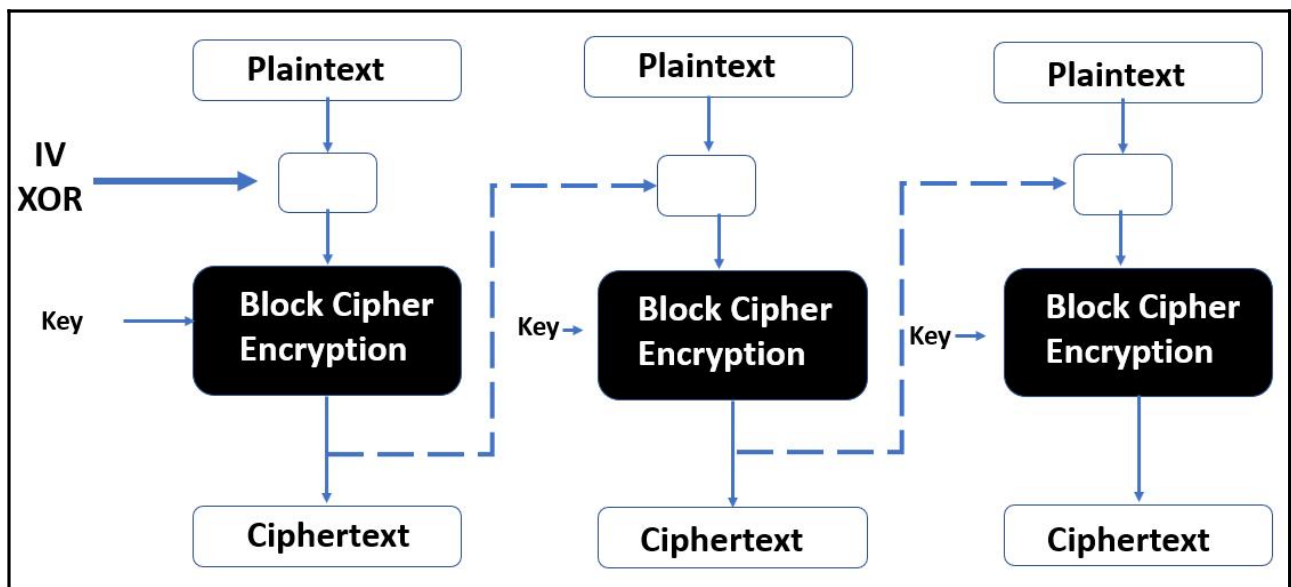 Plaintext
Plaintext
Plaintext
IV
XOR
Key
Block Cipher
Encryption
Key
Block Cipher
Encryption
Key
Block Cipher
Encryption
Ciphertext
Ciphertext
Ciphertext